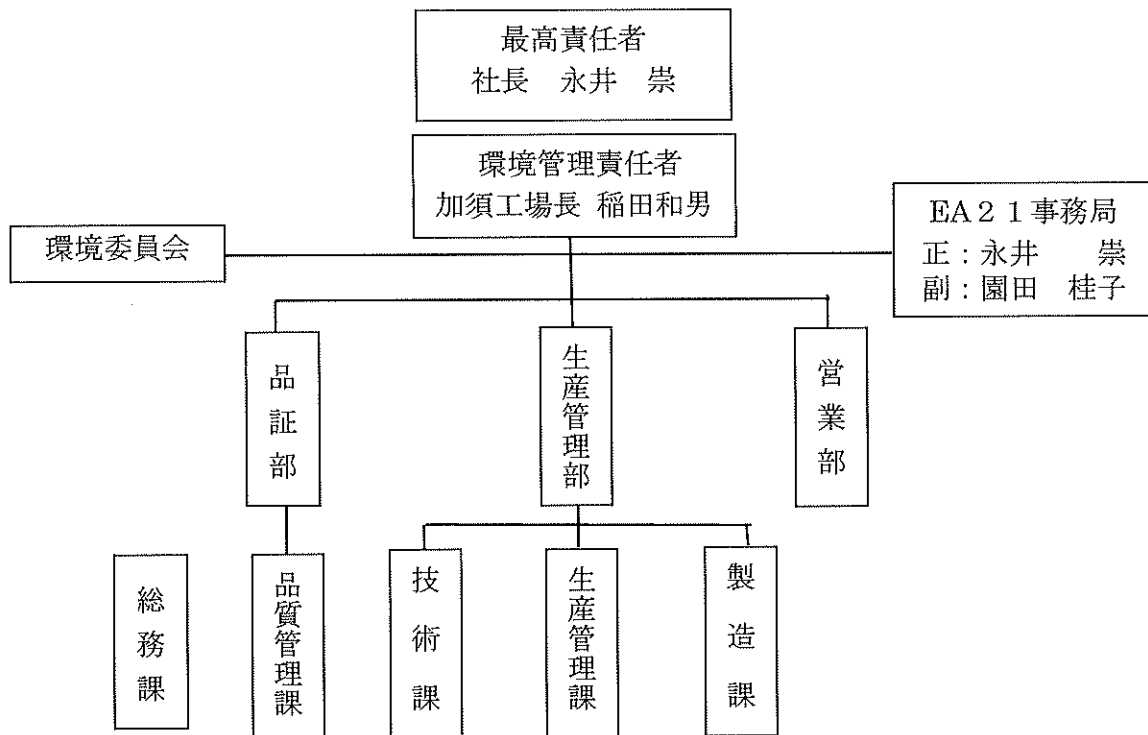 最高責任者
社長　永井　崇
環境管理責任者
加須工場長 稲田和男
環境委員会
EA２１事務局
正：永井　　崇
副：園田　桂子
品証部
生産管理部
営業部
総務課
品質管理課
技術課
生産管理課
製造課